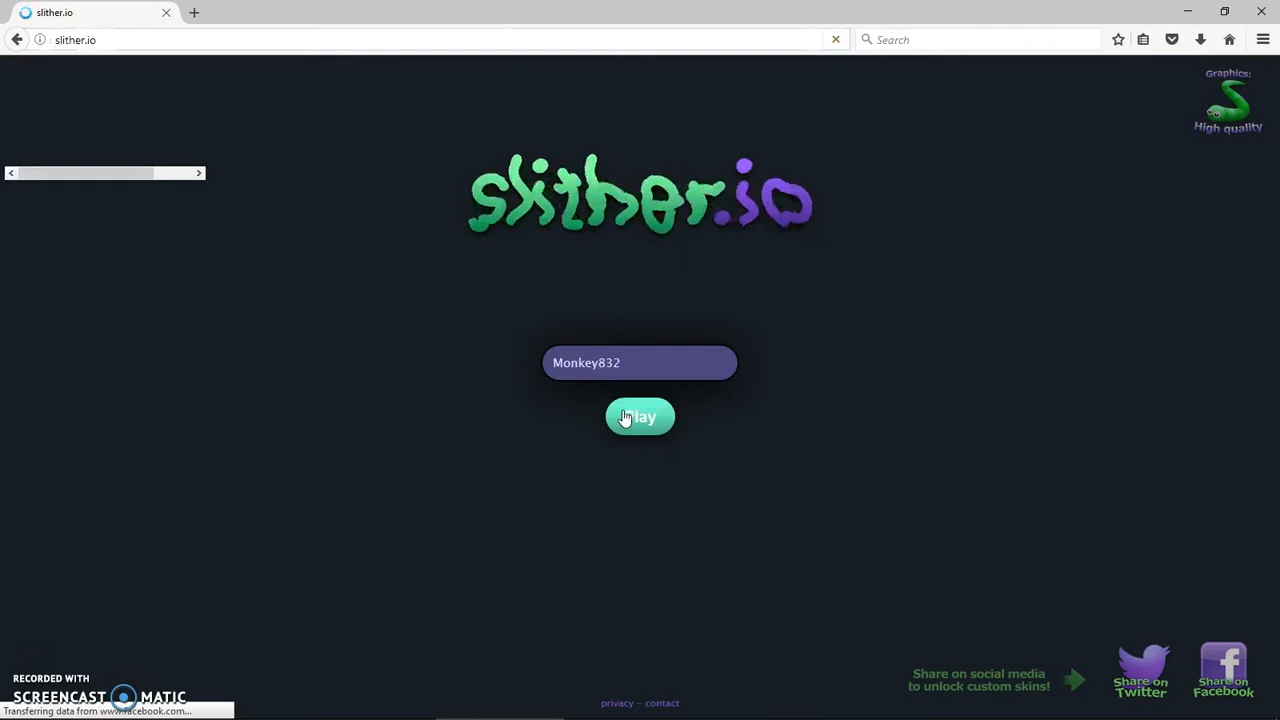 slither.io
slither.io
Search
Graphics:
High quality
slither.io
Monkey832
Play
Share on social media
to unlock custom skins!
Share on
Twitter
Share on
Facebook
RECORDED WITH
SCREENCAST MATIC
Transferring data from www.facebook.com...
privacy - contact